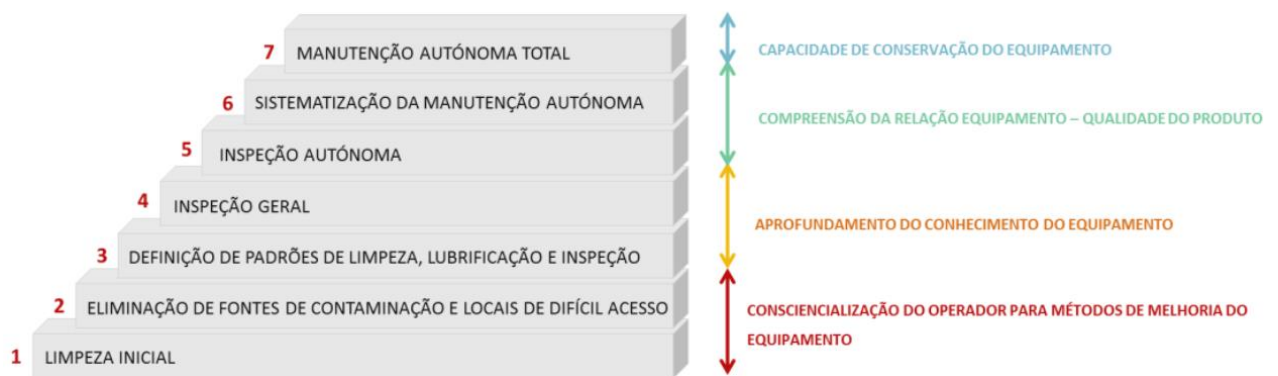 7 MANUTENÇÃO AUTÓNOMA TOTAL
6 SISTEMATIZAÇÃO DA MANUTENÇÃO AUTÓNOMA
5 INSPEÇÃO AUTÓNOMA
4 INSPEÇÃO GERAL
3 DEFINIÇÃO DE PADRÕES DE LIMPEZA, LUBRIFICAÇÃO E INSPEÇÃO
2 ELIMINAÇÃO DE FONTES DE CONTAMINAÇÃO E LOCAIS DE DIFÍCIL ACESSO
1 LIMPEZA INICIAL
CAPACIDADE DE CONSERVAÇÃO DO EQUIPAMENTO
COMPREENSÃO DA RELAÇÃO EQUIPAMENTO – QUALIDADE DO PRODUTO
APROFUNDAMENTO DO CONHECIMENTO DO EQUIPAMENTO
CONSCIENCIALIZAÇÃO DO OPERADOR PARA MÉTODOS DE MELHORIA DO
EQUIPAMENTO